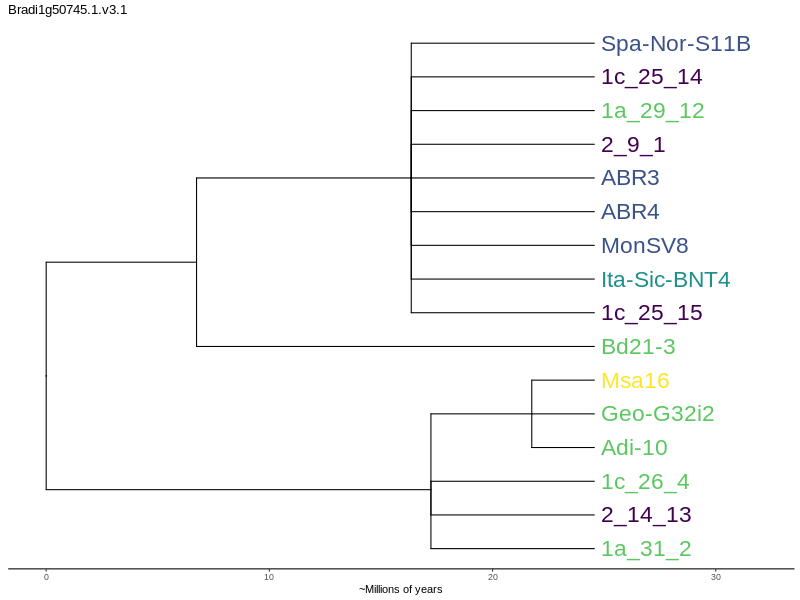 Bradi1g50745.1.v3.1
Spa-Nor-S11B
1c_25_14
1a_29_12
2_9_1
ABR3
ABR4
MonSV8
Ita-Sic-BNT4
1c_25_15
Bd21-3
Msa16
Geo-G32i2
Adi-10
1c_26_4
2_14_13
1a_31_2
0 10 20 30
~Millions of years